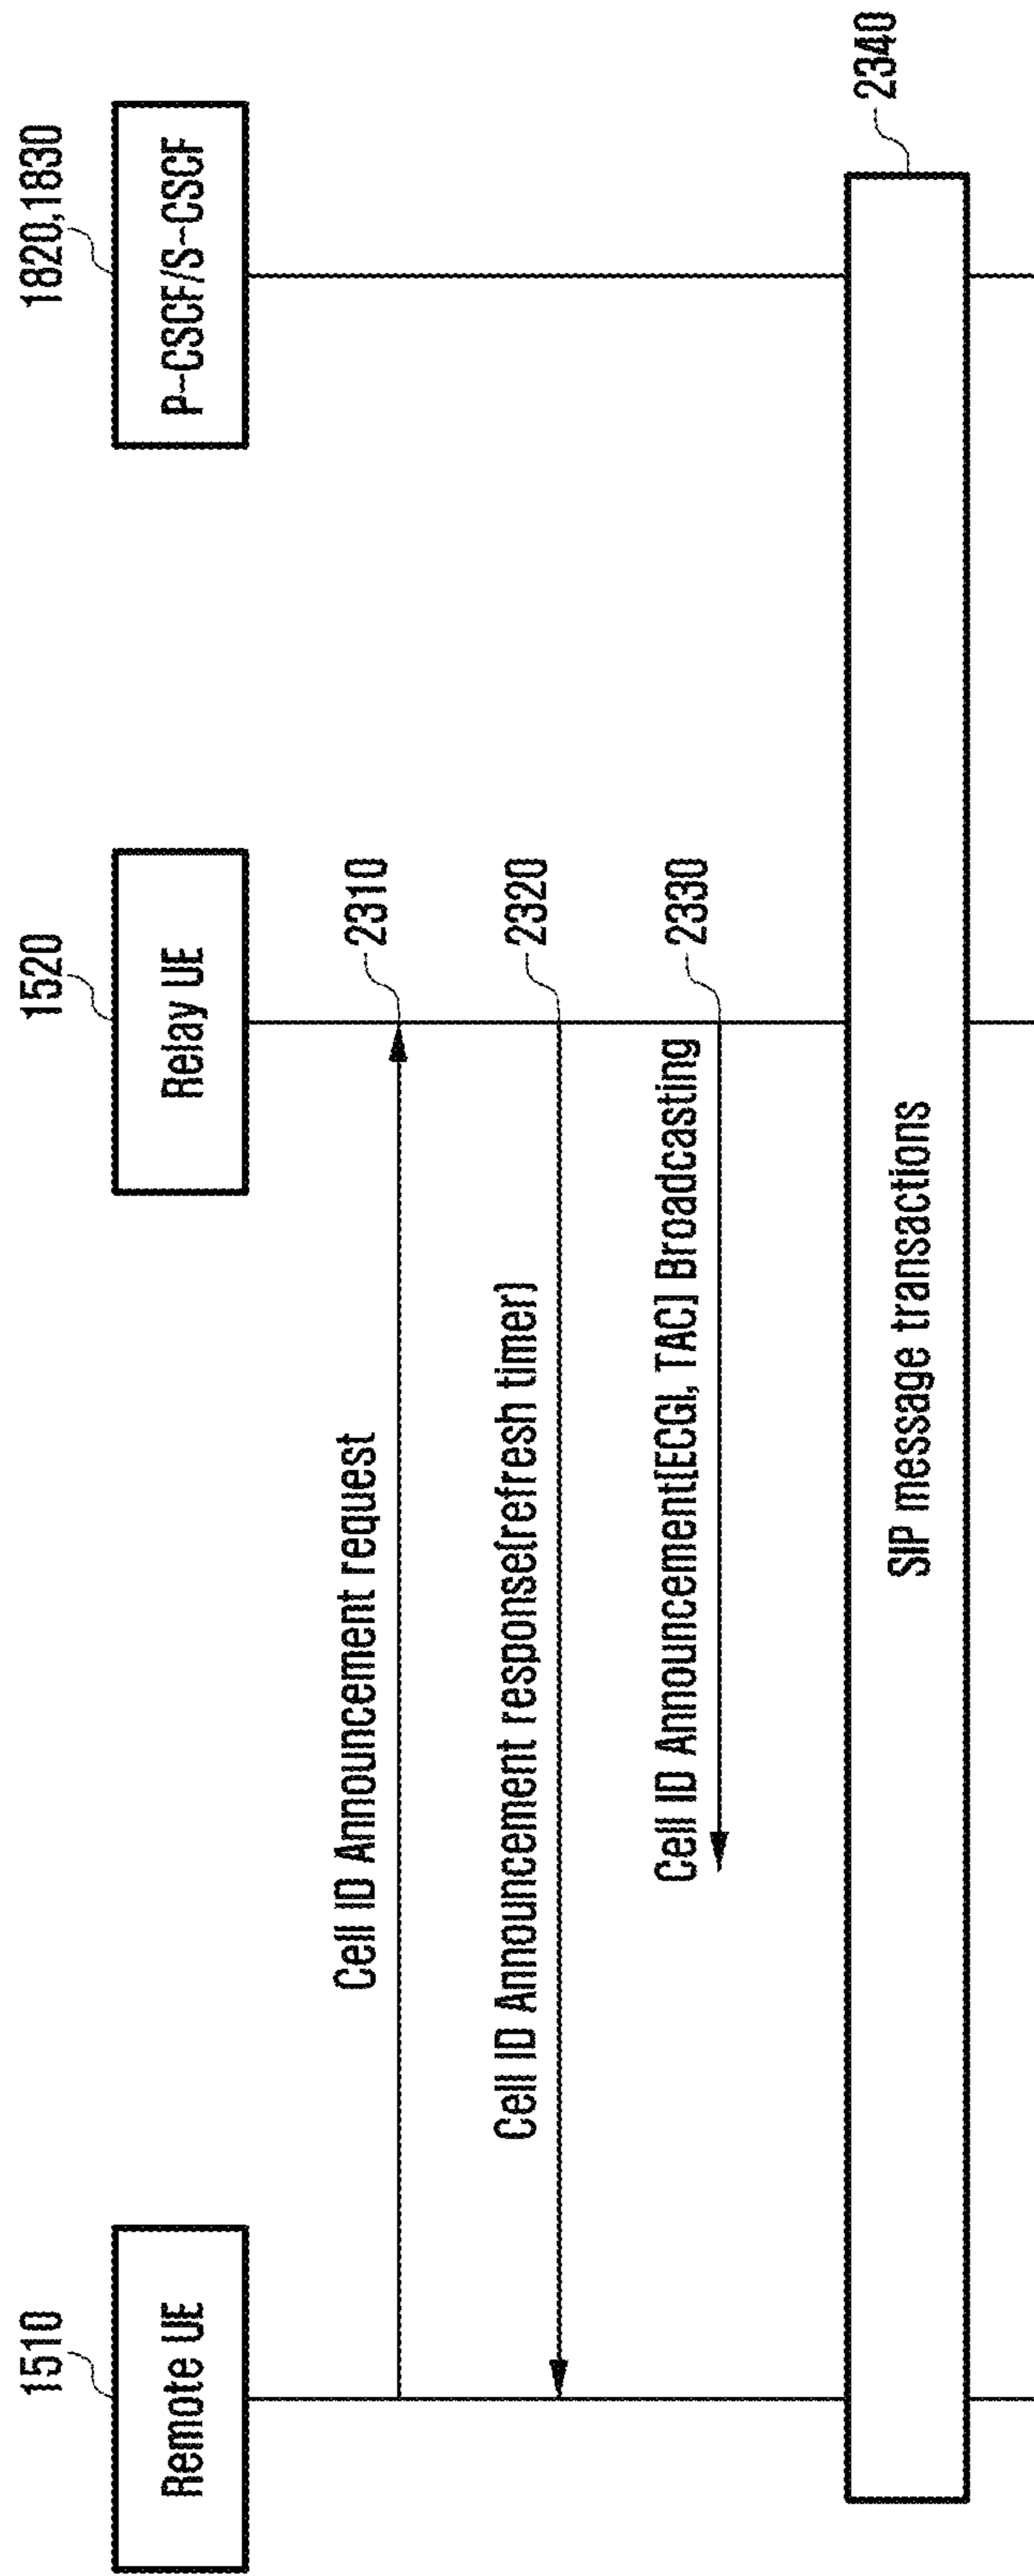 1510
Remote UE
1520
Relay UE
1820,1830
P-CSCF/S-CSCF
Cell ID Announcement request
2310
Cell ID Announcement response(refresh timer)
2320
Cell ID Announcement[ECGI, TAC] Broadcasting
2330
SIP message transactions
2340